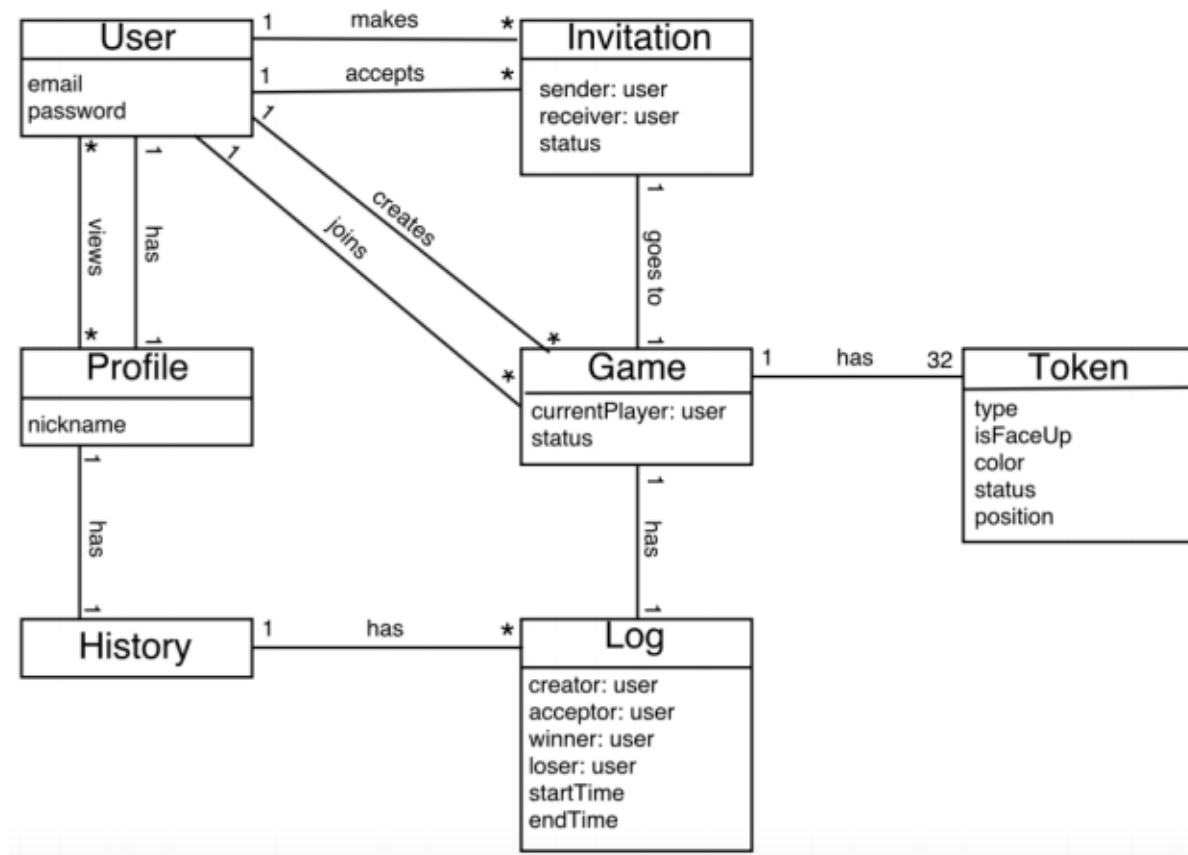 User
email
password
1 makes *
1 accepts *
Invitation
sender: user
receiver: user
status
* views *
1 has 1
1 joins *
1 creates *
1 goes to 1
Profile
nickname
Game
currentPlayer: user
status
1 has 32
Token
type
isFaceUp
color
status
position
1 has 1
1 has 1
History
1 has *
Log
creator: user
acceptor: user
winner: user
loser: user
startTime
endTime